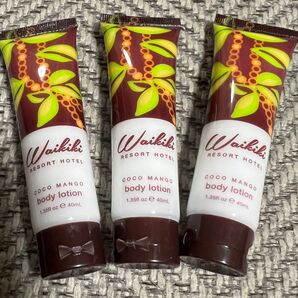 Waikiki
RESORT HOTEL
COCO MANGO
body lotion
1.35fl oz ℮ 40mL
Waikiki
RESORT HOTEL
COCO MANGO
body lotion
1.35fl oz ℮ 40mL
Waikiki
RESORT HOTEL
COCO MANGO
body lotion
1.35fl oz ℮ 40mL